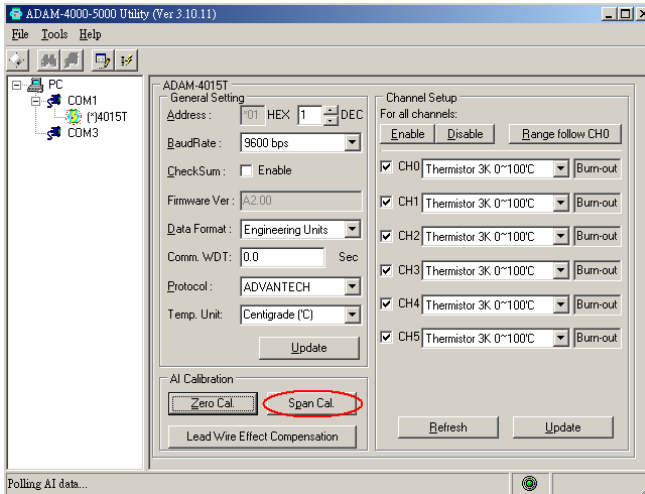 ADAM-4000-5000 Utility (Ver 3.10.11)
File Tools Help
PC
COM1
(*)4015T
COM3
ADAM-4015T
General Setting
Address : *01 HEX 1 DEC
BaudRate : 9600 bps
CheckSum : Enable
Firmware Ver : A2.00
Data Format : Engineering Units
Comm. WDT: 0.0 Sec
Protocol : ADVANTECH
Temp. Unit: Centigrade (°C)
Update
AI Calibration
Zero Cal. Span Cal.
Lead Wire Effect Compensation
Channel Setup
For all channels:
Enable Disable Range follow CH0
CH0 Thermistor 3K 0~100°C Burn-out
CH1 Thermistor 3K 0~100°C Burn-out
CH2 Thermistor 3K 0~100°C Burn-out
CH3 Thermistor 3K 0~100°C Burn-out
CH4 Thermistor 3K 0~100°C Burn-out
CH5 Thermistor 3K 0~100°C Burn-out
Refresh Update
Polling AI data...